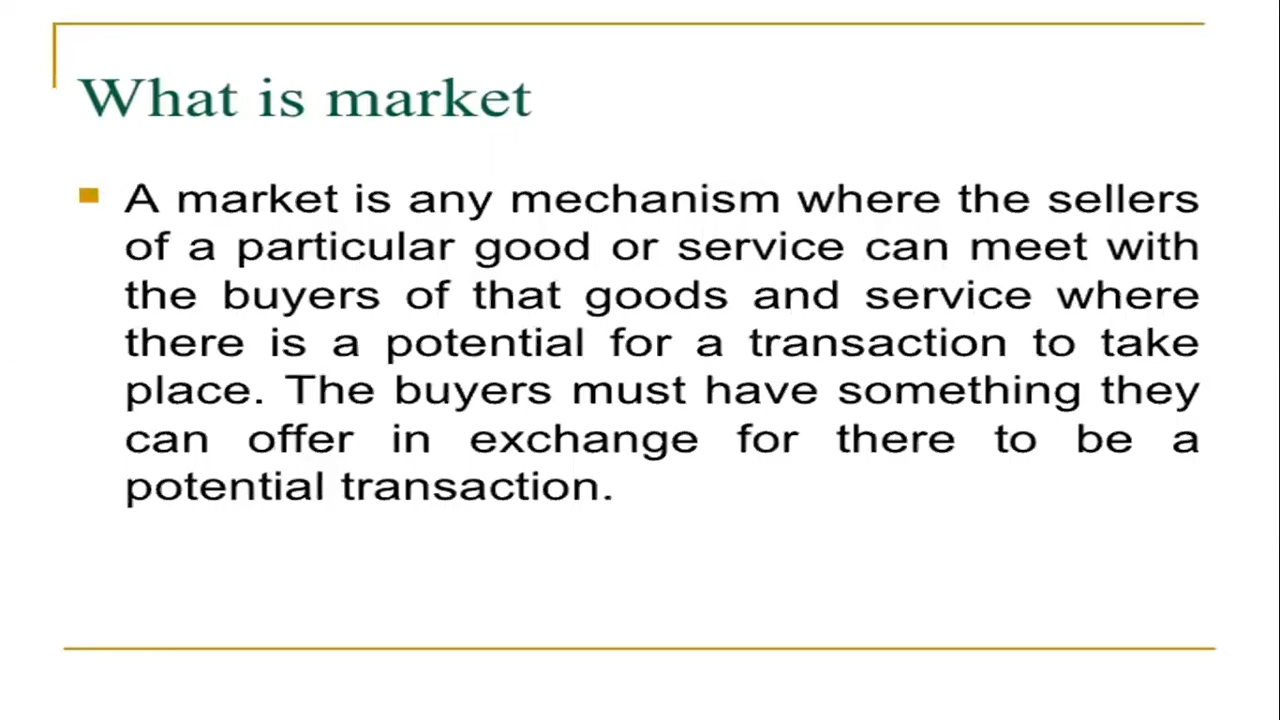 What is market
A market is any mechanism where the sellers
of a particular good or service can meet with
the buyers of that goods and service where
there is a potential for a transaction to take
place. The buyers must have something they
can offer in exchange for there to be a
potential transaction.